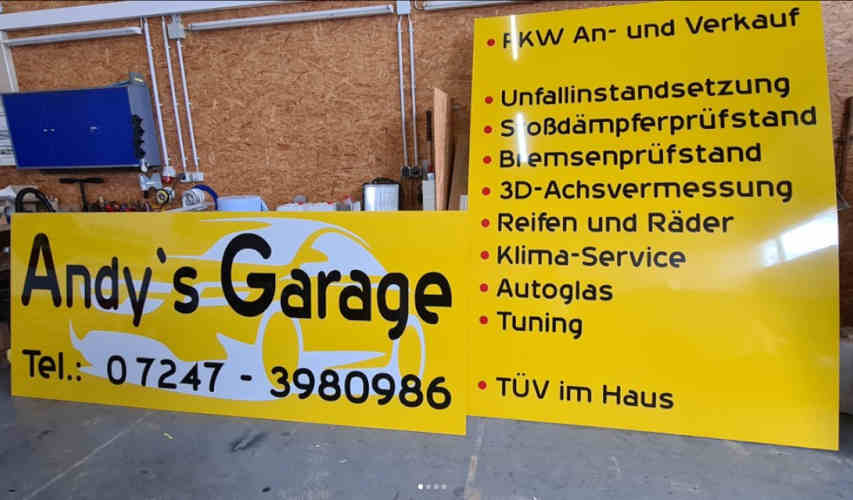 Andy's Garage
Tel.: 07247 - 3980986
• PKW An- und Verkauf
• Unfallinstandsetzung
• Stoßdämpferprüfstand
• Bremsenprüfstand
• 3D-Achsvermessung
• Reifen und Räder
• Klima-Service
• Autoglas
• Tuning
• TÜV im Haus